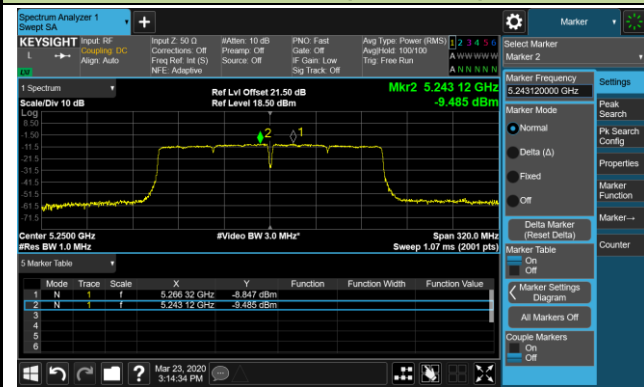 Spectrum Analyzer 1
Swept SA
Marker
KEYSIGHT
L
LW
Input: RF
Coupling: DC
Align: Auto
Input Z: 50 Ω
Corrections: Off
Freq Ref: Int (S)
NFE: Adaptive
#Atten: 10 dB
Preamp: Off
Source: Off
PNO: Fast
Gate: Off
IF Gain: Low
Sig Track: Off
Avg Type: Power (RMS)
Avg|Hold: 100/100
Trig: Free Run
1 2 3 4 5 6
A W W W W W
A N N N N N
Select Marker
Marker 2
1 Spectrum
Scale/Div 10 dB
Log
Ref Lvl Offset 21.50 dB
Ref Level 18.50 dBm
Mkr2 5.243 12 GHz
-9.485 dBm
8.50
-1.50
-11.5
-21.5
-31.5
-41.5
-51.5
-61.5
-71.5
2
1
Center 5.2500 GHz
#Res BW 1.0 MHz
#Video BW 3.0 MHz*
Span 320.0 MHz
Sweep 1.07 ms (2001 pts)
5 Marker Table
Mode Trace Scale X Y Function Function Width Function Value
1 N 1 f 5.266 32 GHz -8.847 dBm
2 N 1 f 5.243 12 GHz -9.485 dBm
3
4
5
6
Marker Frequency
5.243120000 GHz
Marker Mode
Normal
Delta (Δ)
Fixed
Off
Delta Marker
(Reset Delta)
Marker Table
On
Off
Marker Settings
Diagram
All Markers Off
Couple Markers
On
Off
Settings
Peak
Search
Pk Search
Config
Properties
Marker
Function
Marker→
Counter
Mar 23, 2020
3:14:34 PM